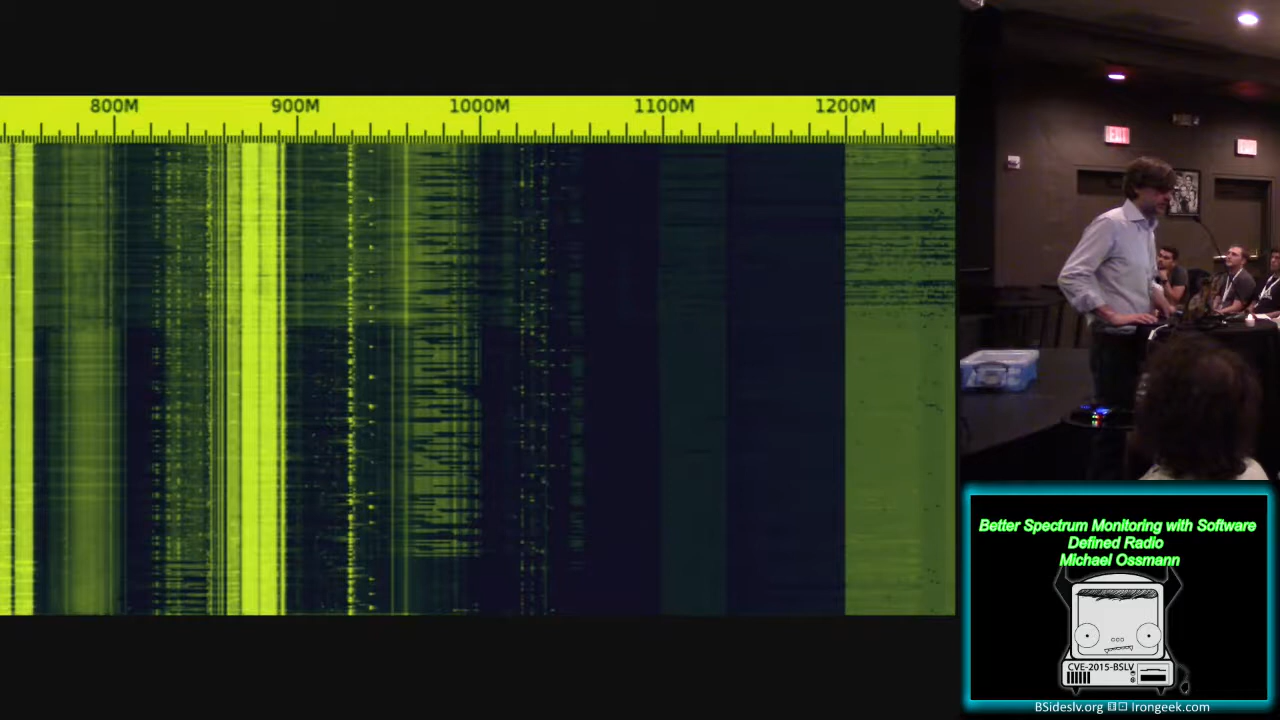 800M 900M 1000M 1100M 1200M
EXIT
Better Spectrum Monitoring with Software
Defined Radio
Michael Ossmann
CVE-2015-BSLV
BSideslv.org Irongeek.com